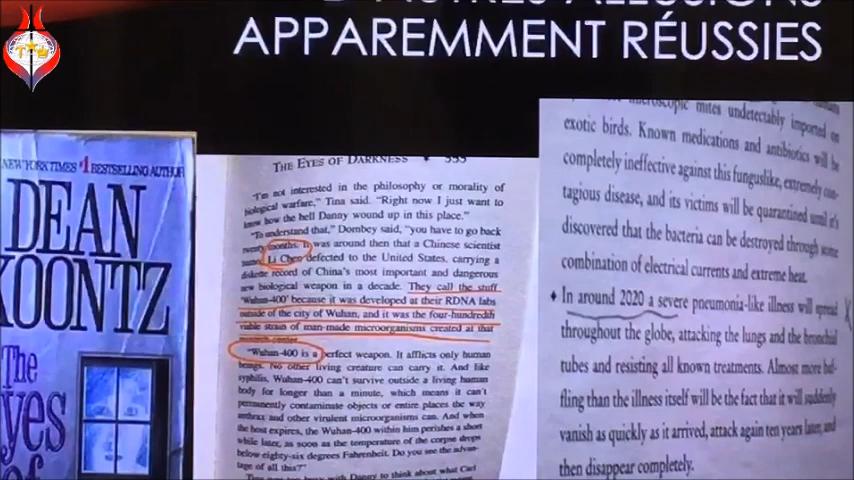 APPAREMMENT RÉUSSIES
NEW YORK TIMES #1 BESTSELLING AUTHOR
DEAN
KOONTZ
The
Eyes
of
THE EYES OF DARKNESS • 333
"I'm not interested in the philosophy or morality of
biological warfare," Tina said. "Right now I just want to
know how the hell Danny wound up in this place."
"To understand that," Dombey said, "you have to go back
twenty months. It was around then that a Chinese scientist
named Li Chen defected to the United States, carrying a
diskette record of China's most important and dangerous
new biological weapon in a decade. They call the stuff
'Wuhan-400' because it was developed at their RDNA labs
outside of the city of Wuhan, and it was the four-hundredth
viable strain of man-made microorganisms created at that
research center.
"Wuhan-400 is a perfect weapon. It afflicts only human
beings. No other living creature can carry it. And like
syphilis, Wuhan-400 can't survive outside a living human
body for longer than a minute, which means it can't
permanently contaminate objects or entire places the way
anthrax and other virulent microorganisms can. And when
the host expires, the Wuhan-400 within him perishes a short
while later, as soon as the temperature of the corpse drops
below eighty-six degrees Fahrenheit. Do you see the advan-
tage of all this?"
with Danny to think about what Carl
microscopic mites undetectably imported on
exotic birds. Known medications and antibiotics will be
completely ineffective against this funguslike, extremely con-
tagious disease, and its victims will be quarantined until it's
discovered that the bacteria can be destroyed through some
combination of electrical currents and extreme heat.
♦ In around 2020 a severe pneumonia-like illness will spread
throughout the globe, attacking the lungs and the bronchial
tubes and resisting all known treatments. Almost more baf-
fling than the illness itself will be the fact that it will suddenly
vanish as quickly as it arrived, attack again ten years later, and
then disappear completely.